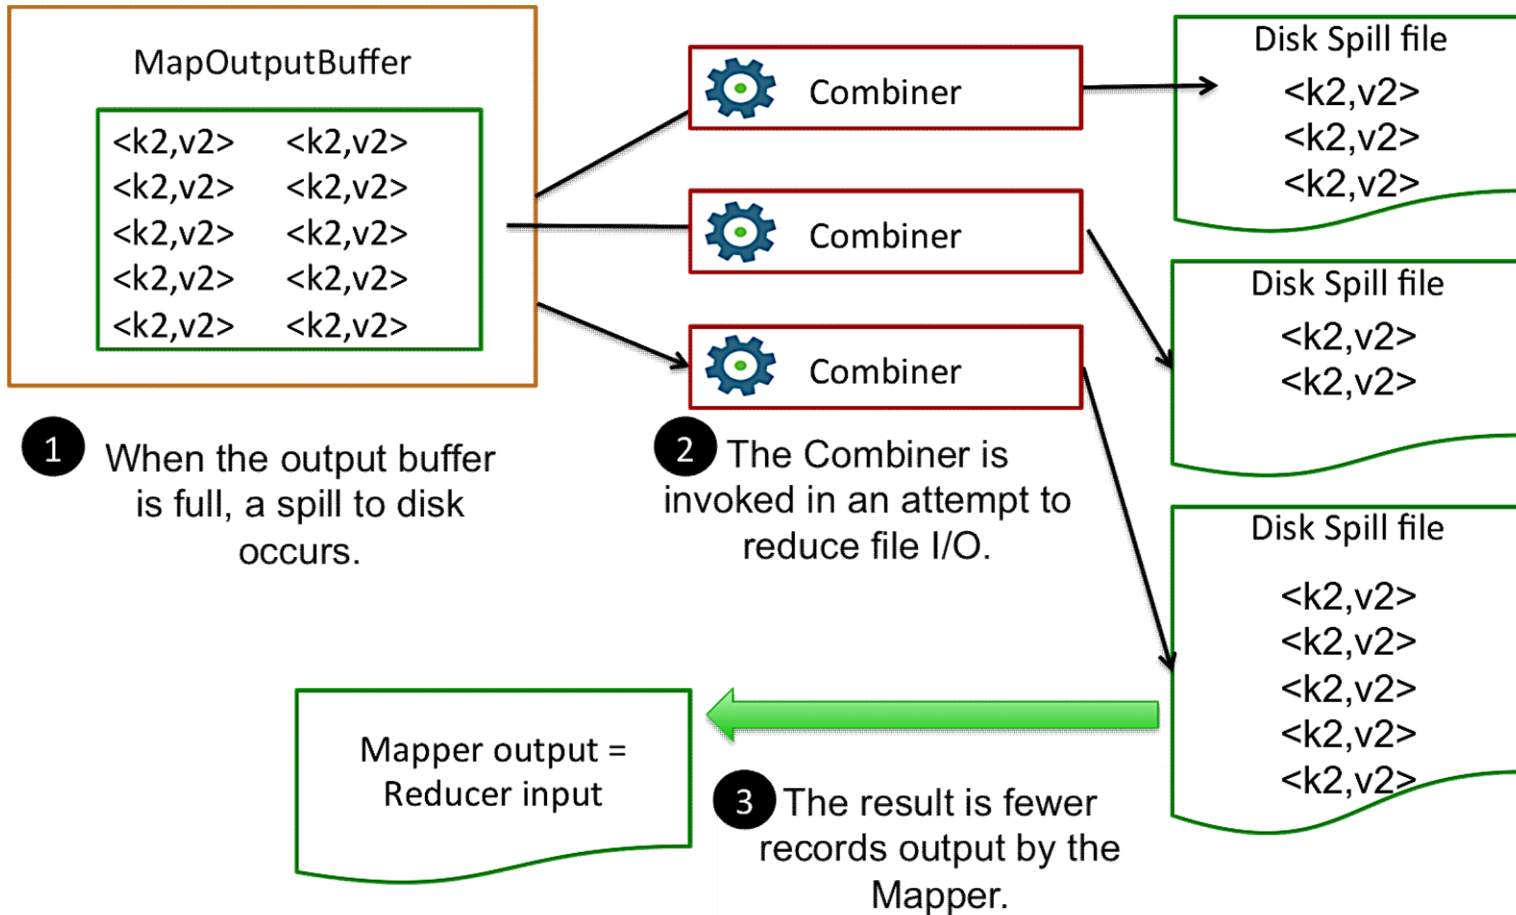 MapOutputBuffer
<k2,v2> <k2,v2>
<k2,v2> <k2,v2>
<k2,v2> <k2,v2>
<k2,v2> <k2,v2>
<k2,v2> <k2,v2>
1 When the output buffer
is full, a spill to disk
occurs.
Combiner
Combiner
Combiner
2 The Combiner is
invoked in an attempt to
reduce file I/O.
Disk Spill file
<k2,v2>
<k2,v2>
<k2,v2>
Disk Spill file
<k2,v2>
<k2,v2>
Disk Spill file
<k2,v2>
<k2,v2>
<k2,v2>
<k2,v2>
<k2,v2>
3 The result is fewer
records output by the
Mapper.
Mapper output =
Reducer input